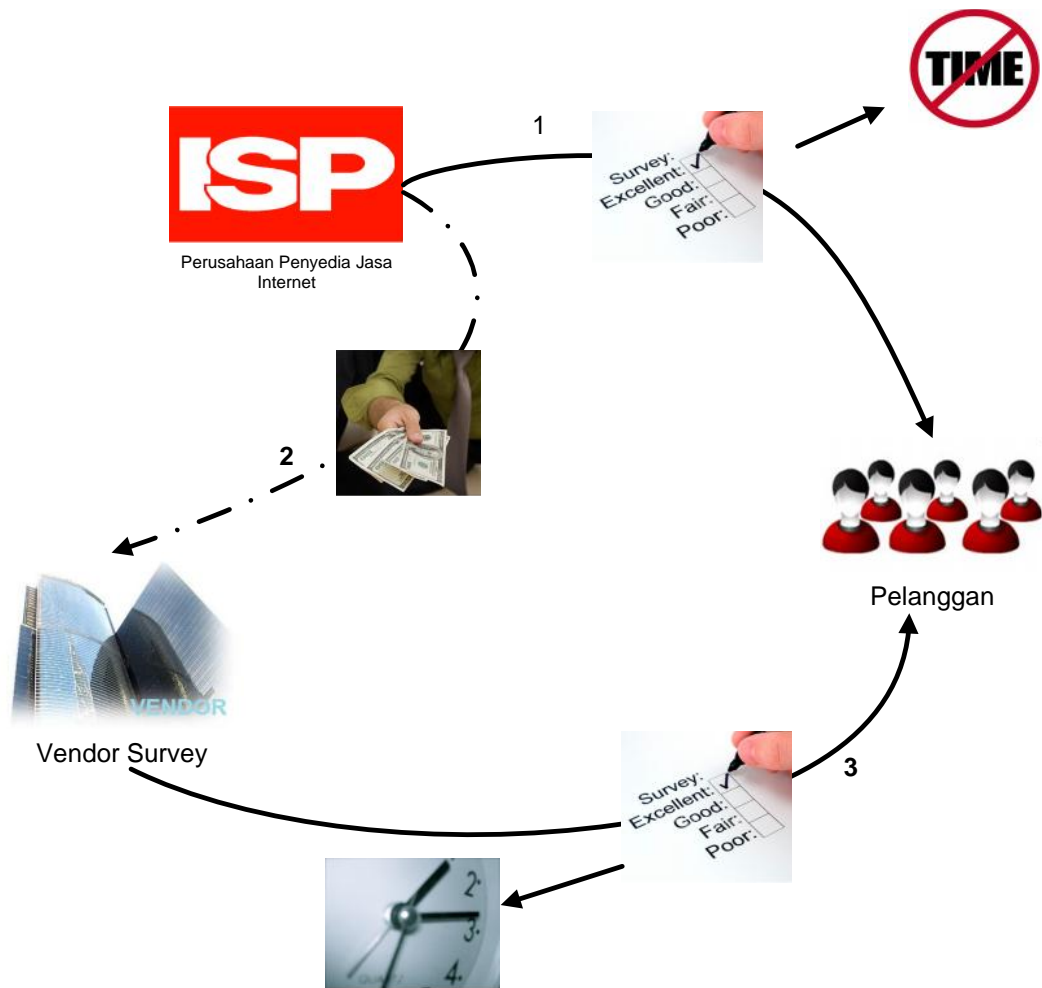 TIME
1
ISP
Survey:
Excellent:
Good:
Fair:
Poor:
Perusahaan Penyedia Jasa
Internet
2
Pelanggan
VENDOR
Vendor Survey
3
Survey:
Excellent:
Good:
Fair:
Poor:
2
3
4
QUARTZ